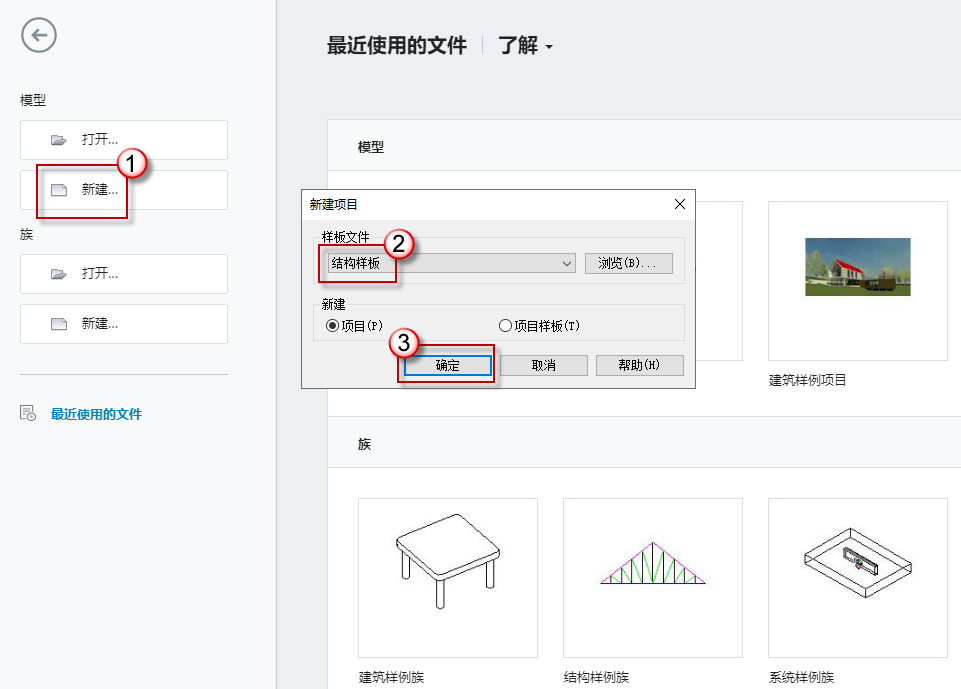 最近使用的文件 了解
模型
打开...
1
新建...
族
打开...
新建...
最近使用的文件
模型
新建项目
样板文件
2
结构样板
浏览(B)...
新建
项目(P)
项目样板(T)
3
确定
取消
帮助(H)
建筑样例项目
族
建筑样例族
结构样例族
系统样例族